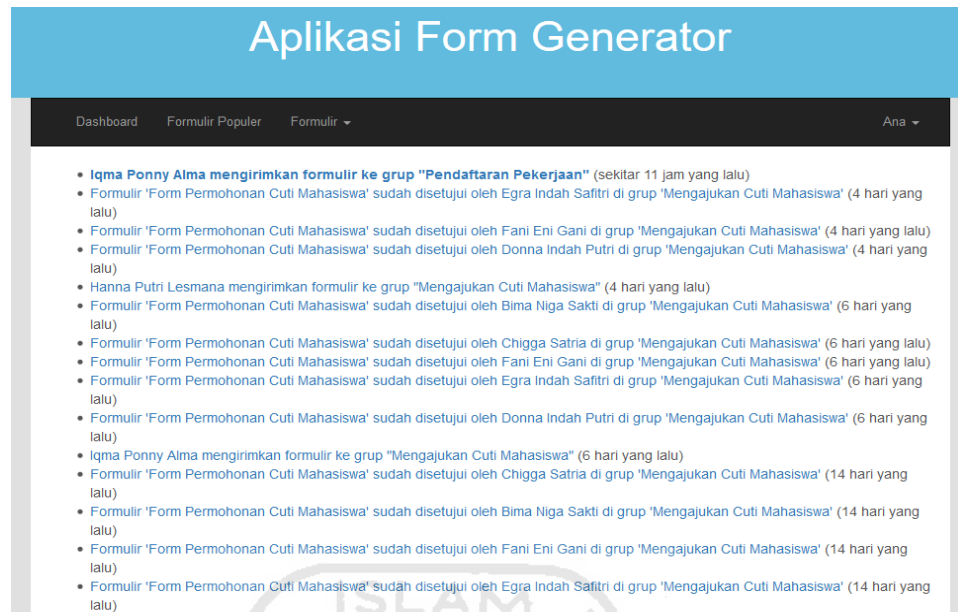 Aplikasi Form Generator
Dashboard Formulir Populer Formulir Ana
Iqma Ponny Alma mengirimkan formulir ke grup "Pendaftaran Pekerjaan" (sekitar 11 jam yang lalu)
Formulir 'Form Permohonan Cuti Mahasiswa' sudah disetujui oleh Egra Indah Safitri di grup 'Mengajukan Cuti Mahasiswa' (4 hari yang
lalu)
Formulir 'Form Permohonan Cuti Mahasiswa' sudah disetujui oleh Fani Eni Gani di grup 'Mengajukan Cuti Mahasiswa' (4 hari yang lalu)
Formulir 'Form Permohonan Cuti Mahasiswa' sudah disetujui oleh Donna Indah Putri di grup 'Mengajukan Cuti Mahasiswa' (4 hari yang
lalu)
Hanna Putri Lesmana mengirimkan formulir ke grup "Mengajukan Cuti Mahasiswa" (4 hari yang lalu)
Formulir 'Form Permohonan Cuti Mahasiswa' sudah disetujui oleh Bima Niga Sakti di grup 'Mengajukan Cuti Mahasiswa' (6 hari yang
lalu)
Formulir 'Form Permohonan Cuti Mahasiswa' sudah disetujui oleh Chigga Satria di grup 'Mengajukan Cuti Mahasiswa' (6 hari yang lalu)
Formulir 'Form Permohonan Cuti Mahasiswa' sudah disetujui oleh Fani Eni Gani di grup 'Mengajukan Cuti Mahasiswa' (6 hari yang lalu)
Formulir 'Form Permohonan Cuti Mahasiswa' sudah disetujui oleh Egra Indah Safitri di grup 'Mengajukan Cuti Mahasiswa' (6 hari yang
lalu)
Formulir 'Form Permohonan Cuti Mahasiswa' sudah disetujui oleh Donna Indah Putri di grup 'Mengajukan Cuti Mahasiswa' (6 hari yang
lalu)
Iqma Ponny Alma mengirimkan formulir ke grup "Mengajukan Cuti Mahasiswa" (6 hari yang lalu)
Formulir 'Form Permohonan Cuti Mahasiswa' sudah disetujui oleh Chigga Satria di grup 'Mengajukan Cuti Mahasiswa' (14 hari yang
lalu)
Formulir 'Form Permohonan Cuti Mahasiswa' sudah disetujui oleh Bima Niga Sakti di grup 'Mengajukan Cuti Mahasiswa' (14 hari yang
lalu)
Formulir 'Form Permohonan Cuti Mahasiswa' sudah disetujui oleh Fani Eni Gani di grup 'Mengajukan Cuti Mahasiswa' (14 hari yang
lalu)
Formulir 'Form Permohonan Cuti Mahasiswa' sudah disetujui oleh Egra Indah Safitri di grup 'Mengajukan Cuti Mahasiswa' (14 hari yang
lalu)
ISLAM